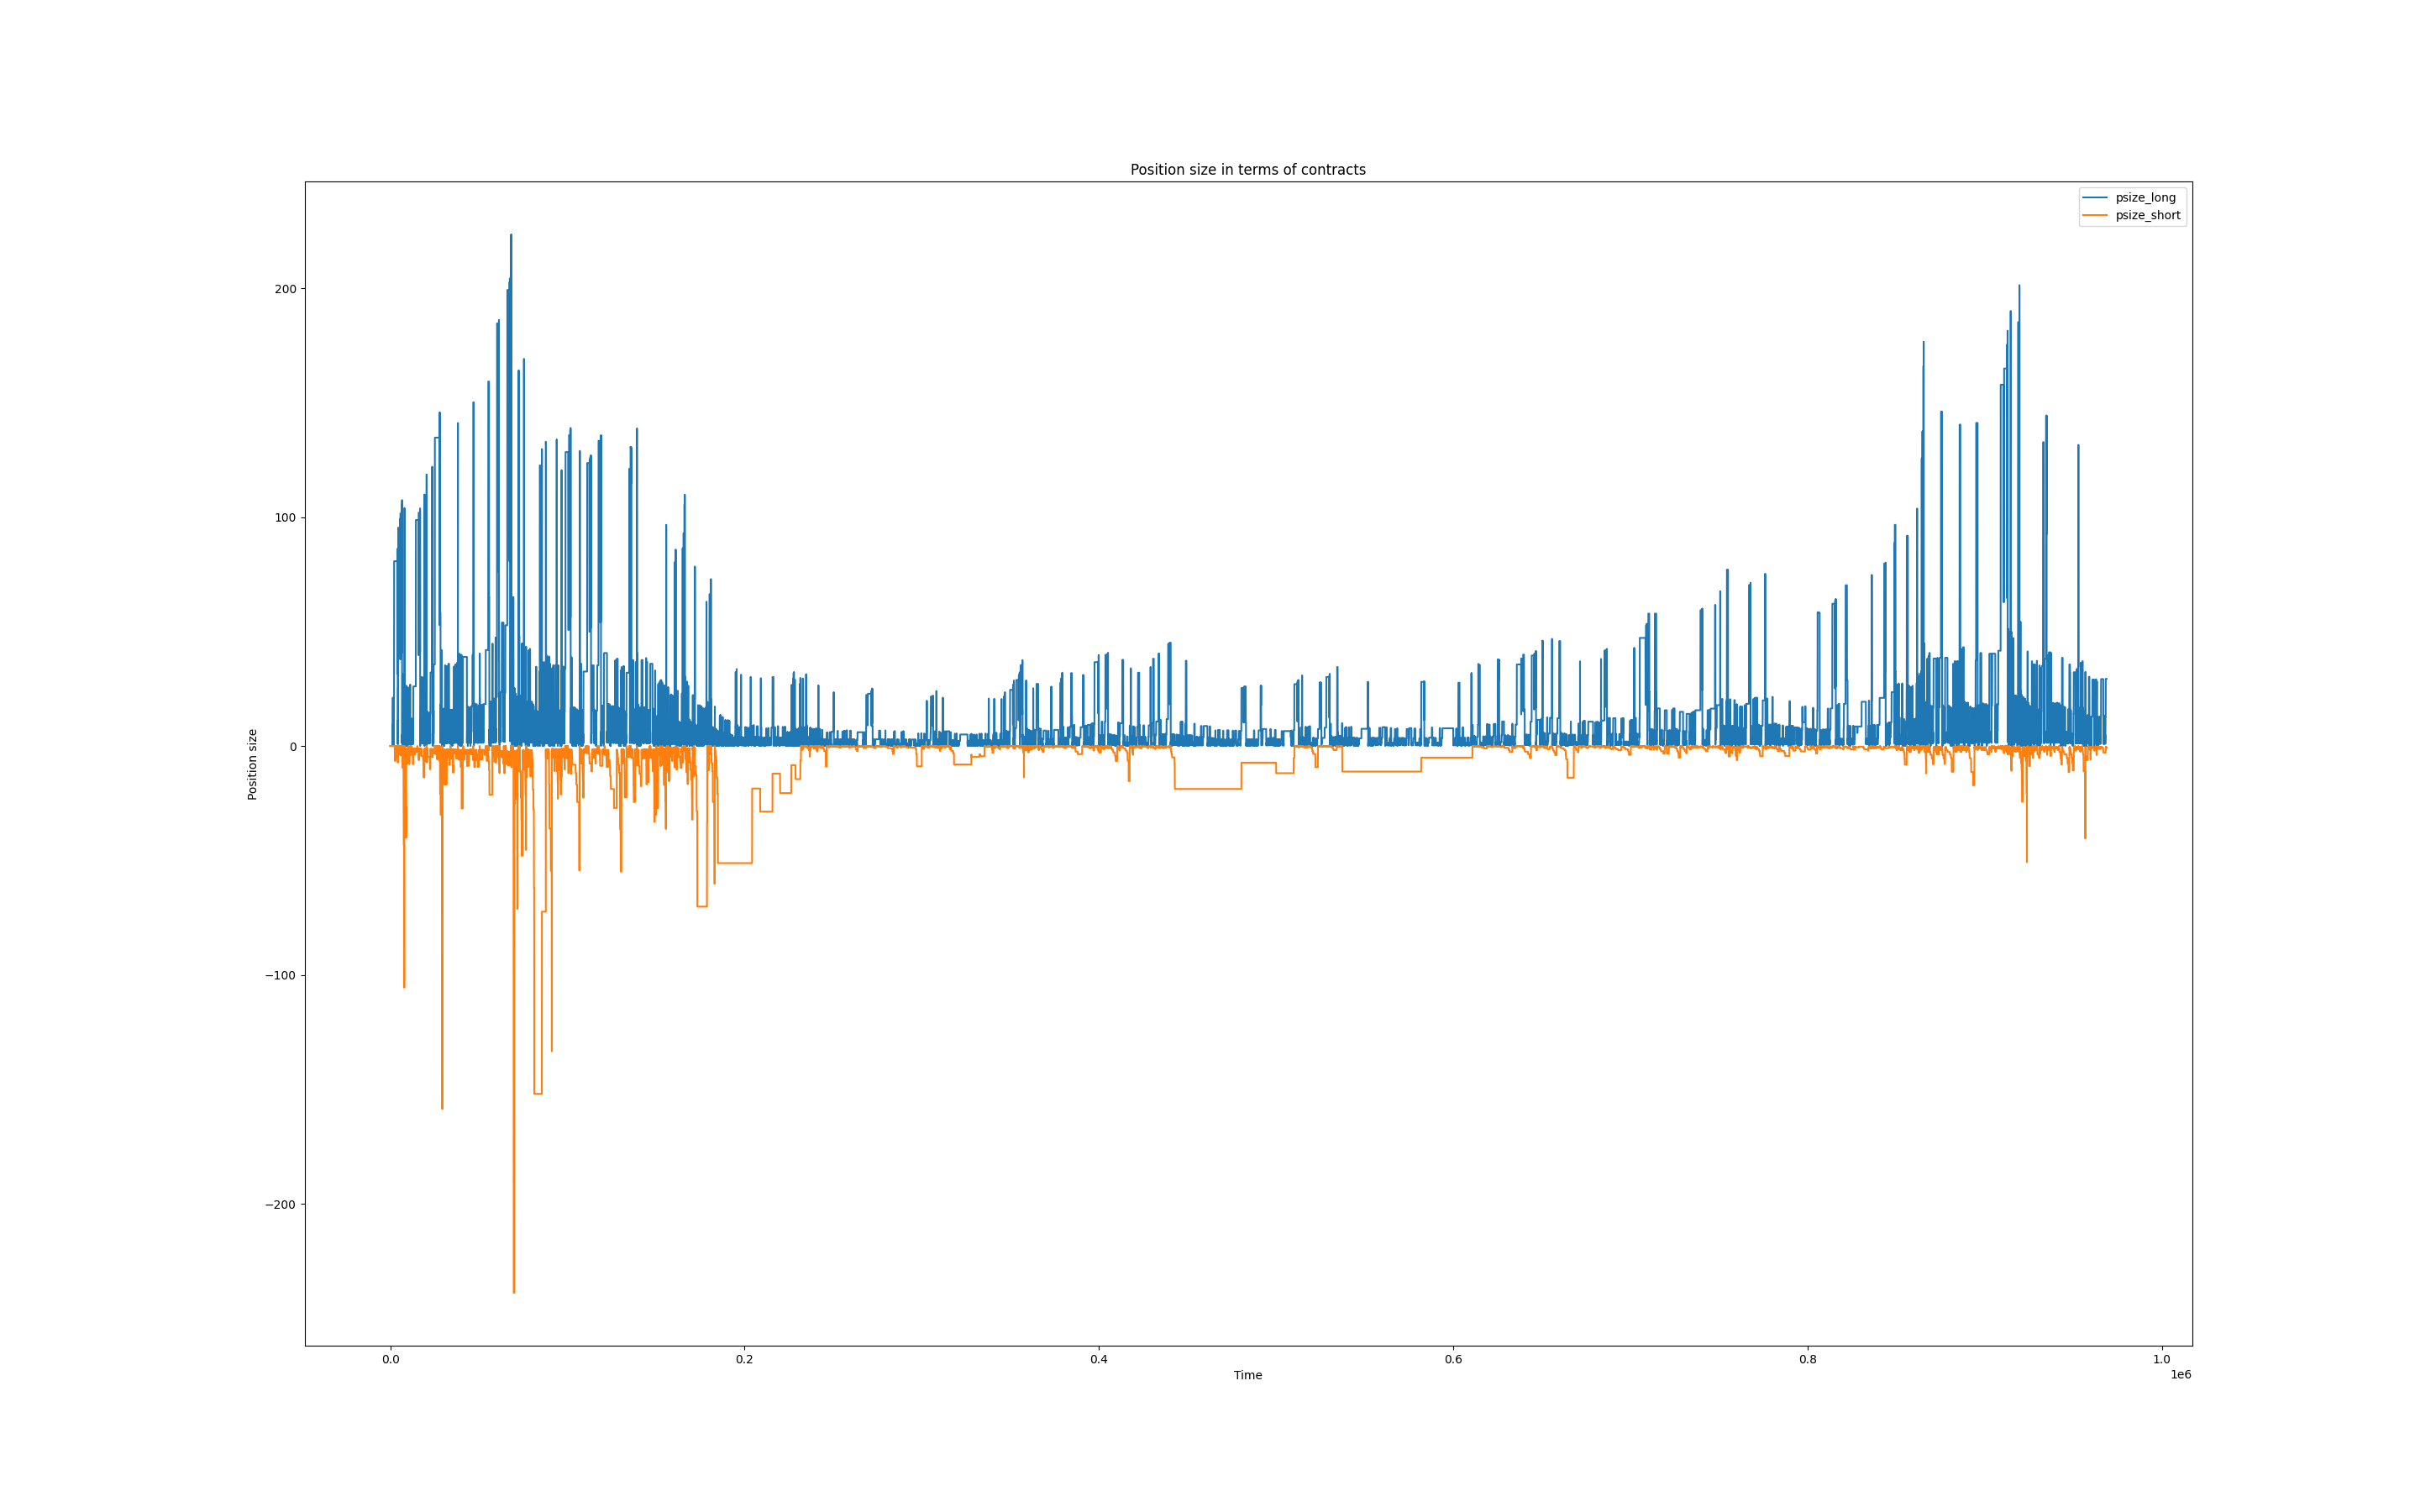 Position size in terms of contracts
psize_long
psize_short
Position size
200
100
0
−100
−200
0.0
0.2
0.4
0.6
0.8
1.0
Time
1e6